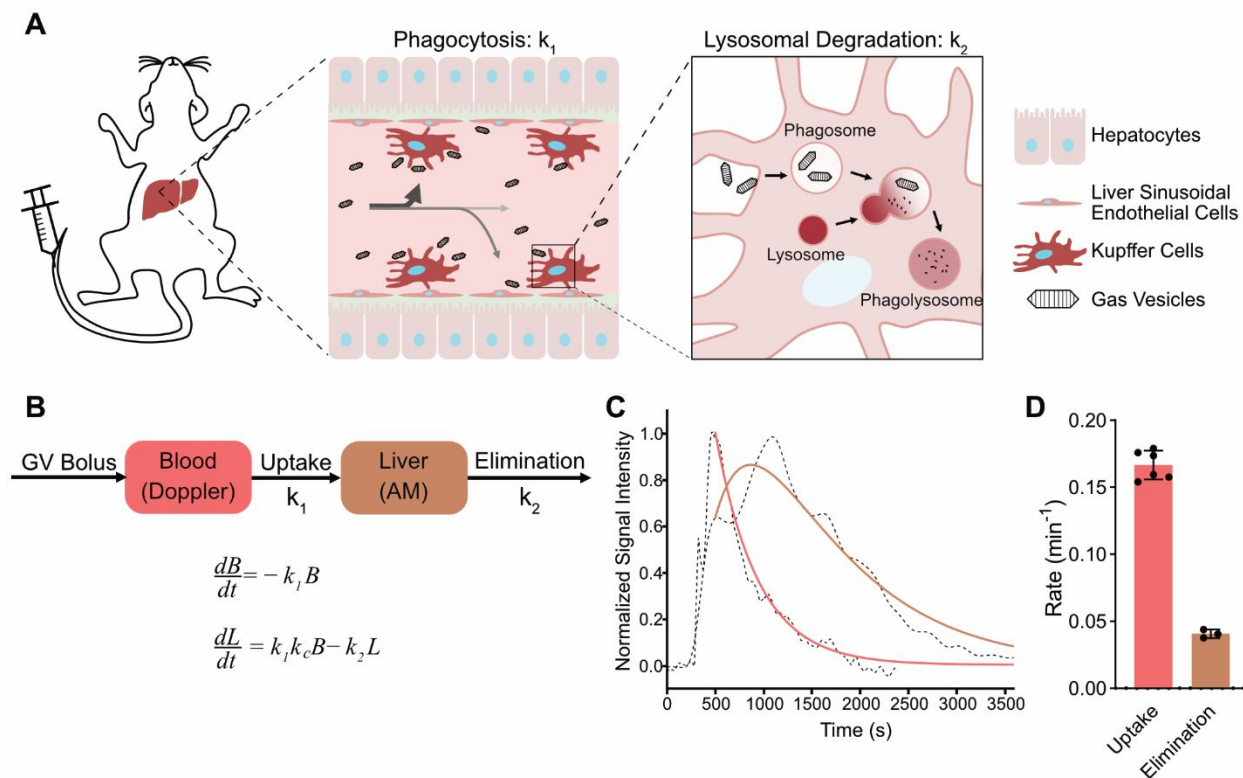 A
Phagocytosis: k₁
Lysosomal Degradation: k₂
Phagosome
Lysosome
Phagolysosome
Hepatocytes
Liver Sinusoidal
Endothelial Cells
Kupffer Cells
Gas Vesicles
B
GV Bolus
Blood
(Doppler)
Uptake
k₁
Liver
(AM)
Elimination
k₂
dB/dt = −k₁B
dL/dt = k₁k_cB − k₂L
C
Normalized Signal Intensity
1.0
0.8
0.6
0.4
0.2
0.0
0 500 1000 1500 2000 2500 3000 3500
Time (s)
D
Rate (min⁻¹)
0.20
0.15
0.10
0.05
0.00
Uptake
Elimination